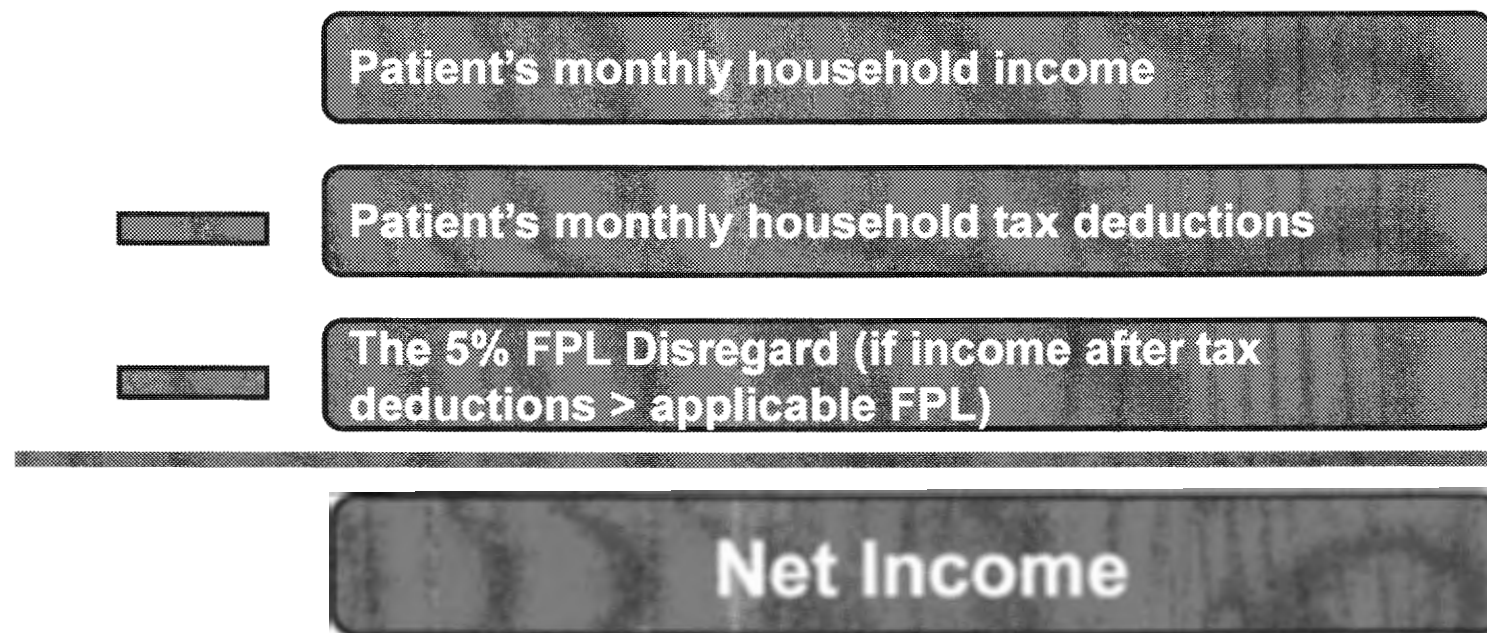 Patient's monthly household income
Patient's monthly household tax deductions
The 5% FPL Disregard (if income after tax
deductions > applicable FPL)
Net Income